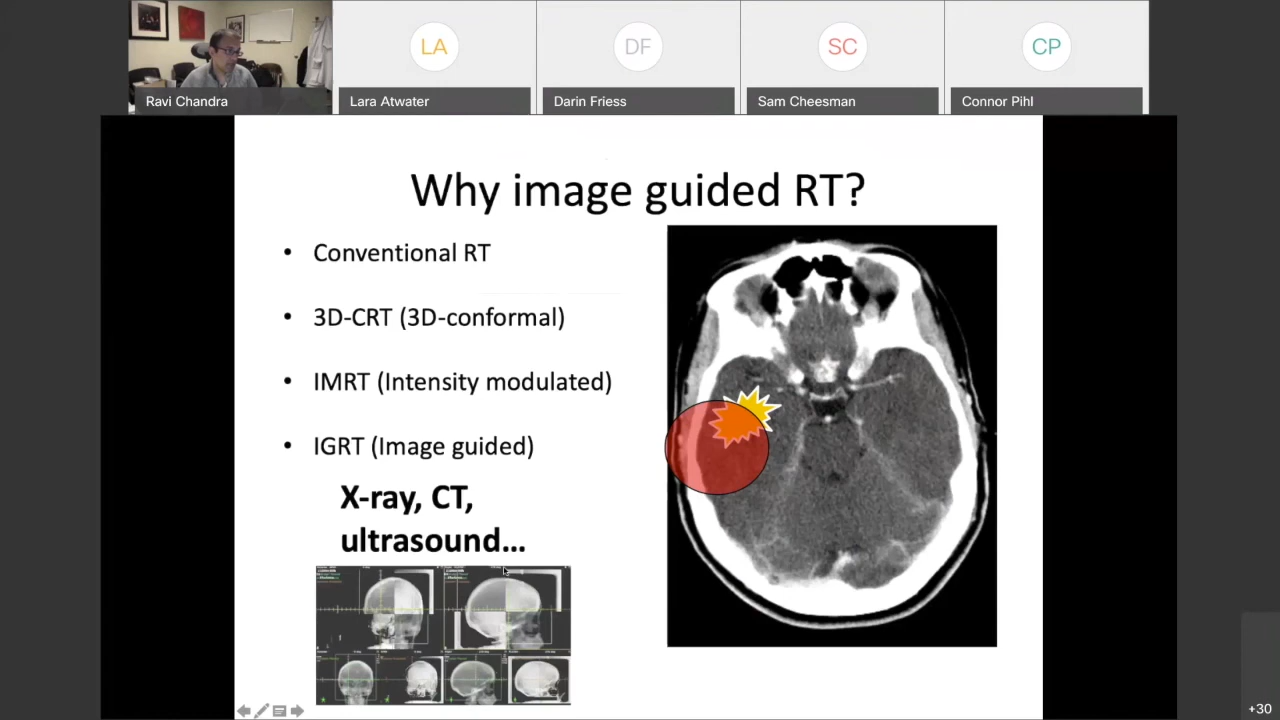 LA
DF
SC
CP
Ravi Chandra
Lara Atwater
Darin Friess
Sam Cheesman
Connor Pihl
Why image guided RT?
• Conventional RT
• 3D-CRT (3D-conformal)
• IMRT (Intensity modulated)
• IGRT (Image guided)
X-ray, CT,
ultrasound...
+30